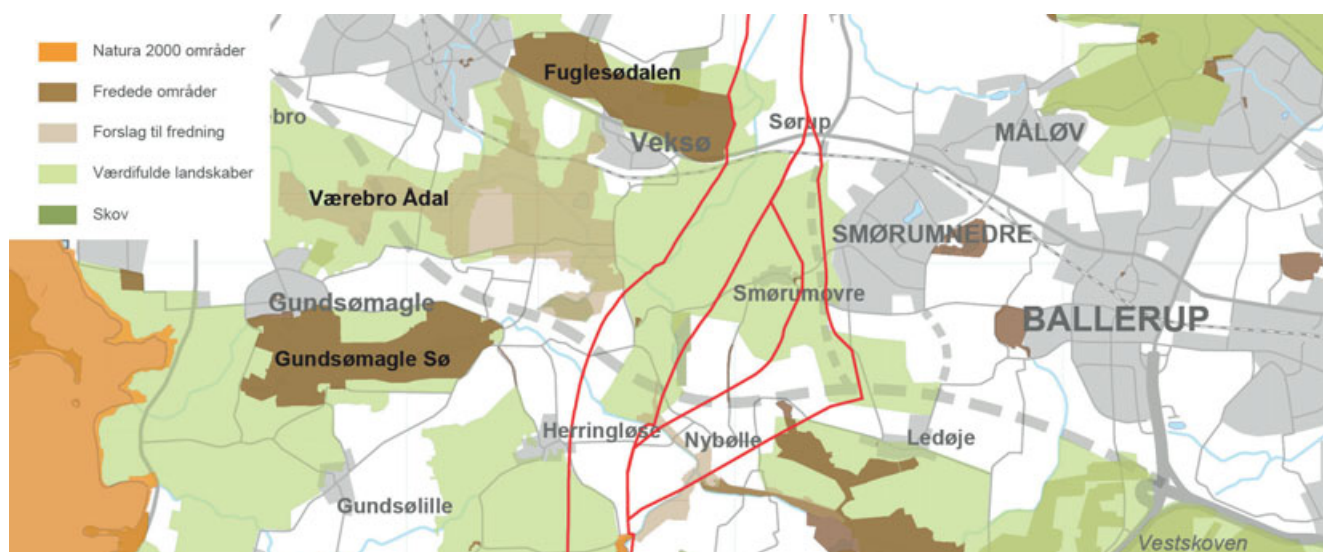 Natura 2000 områder
Fredede områder
Forslag til fredning
Værdifulde landskaber
Skov
Fuglesødalen
ebro
Veksø
Sørup
MÅLØV
Værebro Ådal
SMØRUMNEDRE
Gundsømagle
Smørumovre
BALLERUP
Gundsømagle Sø
Herringløse
Nybølle
Ledøje
Gundsølille
Vestskoven